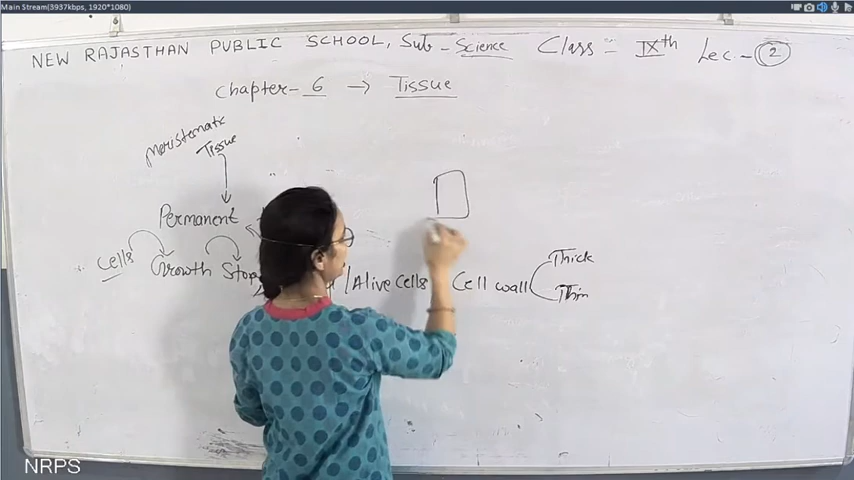 Main Stream(3937kbps, 1920*1080)
NEW RAJASTHAN PUBLIC SCHOOL, Sub - Science Class = IXth Lec - 2
Chapter - 6 → Tissue
Meristematic
Tissue
Permanent
Thick
Cells Growth Stop / Alive Cells Cell wall
Thin
NRPS